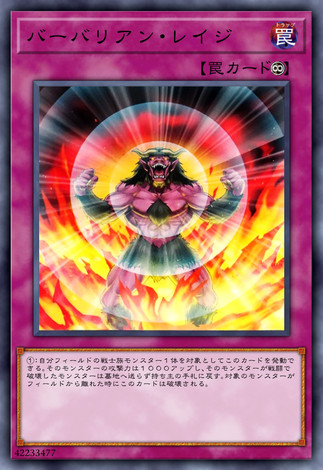 バーバリアン・レイジ
トラップ
罠
【罠カード】
①：自分フィールドの戦士族モンスター１体を対象としてこのカードを発動で
きる。そのモンスターの攻撃力は１０００アップし、そのモンスターが戦闘で
破壊したモンスターは墓地へ送らず持ち主の手札に戻す。対象のモンスターが
フィールドから離れた時にこのカードは破壊される。
42233477